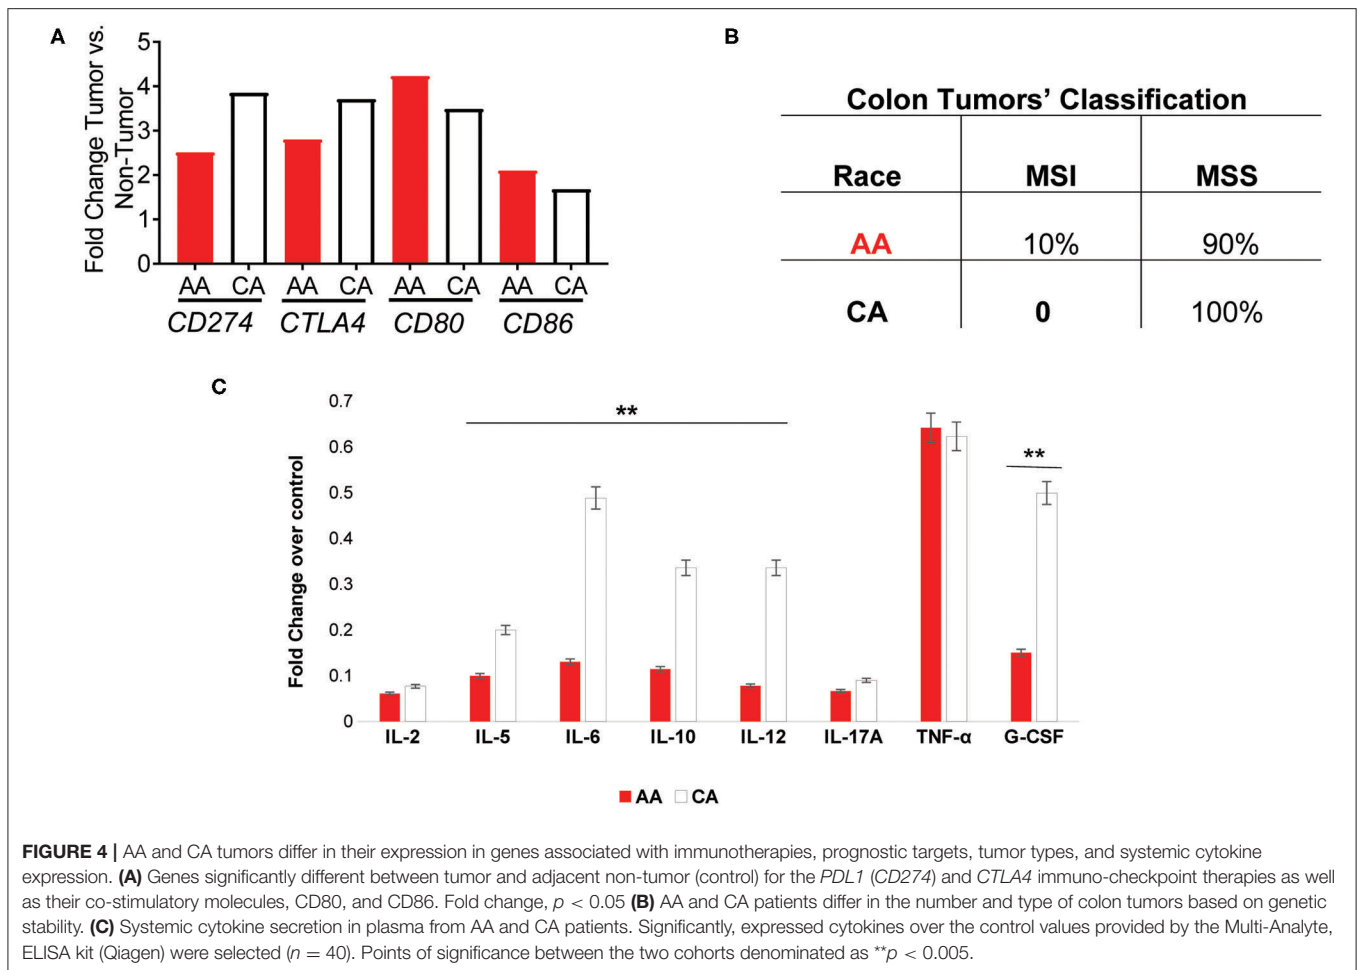 A
Fold Change Tumor vs.
Non-Tumor
5
4
3
2
1
0
AA CA AA CA AA CA AA CA
CD274 CTLA4 CD80 CD86
B
Colon Tumors' Classification
Race MSI MSS
AA 10% 90%
CA 0 100%
C
Fold Change over control
0.7
0.6
0.5
0.4
0.3
0.2
0.1
0
**
**
IL-2 IL-5 IL-6 IL-10 IL-12 IL-17A TNF-α G-CSF
AA CA
FIGURE 4 | AA and CA tumors differ in their expression in genes associated with immunotherapies, prognostic targets, tumor types, and systemic cytokine
expression. (A) Genes significantly different between tumor and adjacent non-tumor (control) for the PDL1 (CD274) and CTLA4 immuno-checkpoint therapies as well
as their co-stimulatory molecules, CD80, and CD86. Fold change, p < 0.05 (B) AA and CA patients differ in the number and type of colon tumors based on genetic
stability. (C) Systemic cytokine secretion in plasma from AA and CA patients. Significantly, expressed cytokines over the control values provided by the Multi-Analyte,
ELISA kit (Qiagen) were selected (n = 40). Points of significance between the two cohorts denominated as **p < 0.005.